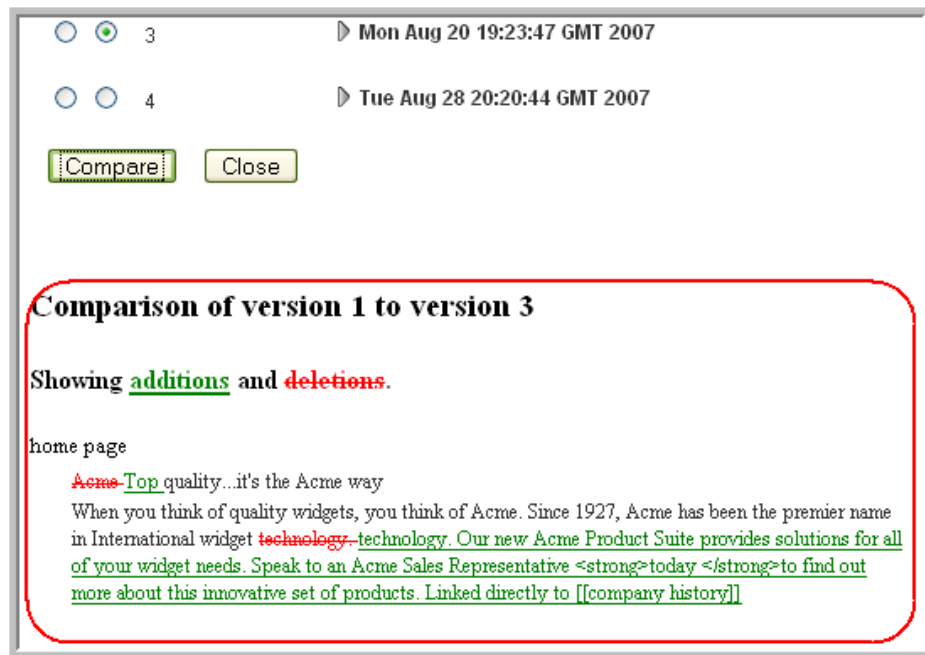 3 Mon Aug 20 19:23:47 GMT 2007
4 Tue Aug 28 20:20:44 GMT 2007
Compare Close
Comparison of version 1 to version 3
Showing additions and deletions.
home page
Acme Top quality...it's the Acme way
When you think of quality widgets, you think of Acme. Since 1927, Acme has been the premier name
in International widget technology. technology. Our new Acme Product Suite provides solutions for all
of your widget needs. Speak to an Acme Sales Representative <strong>today </strong>to find out
more about this innovative set of products. Linked directly to [[company history]]